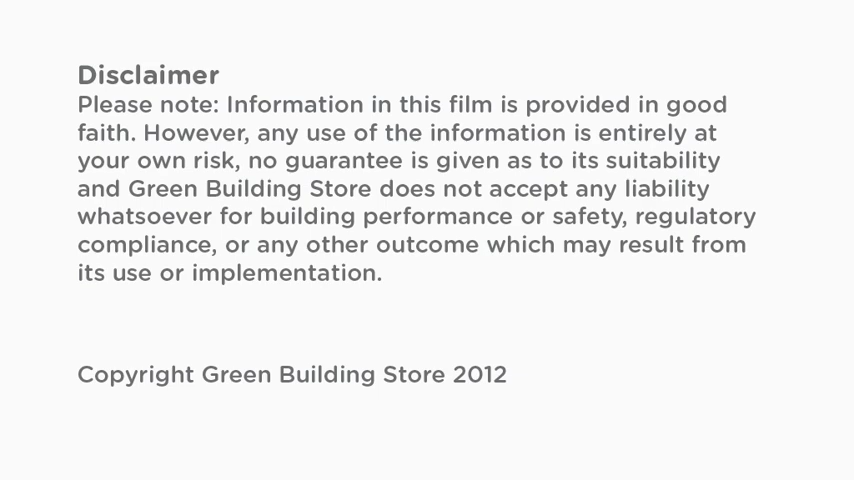 Disclaimer
Please note: Information in this film is provided in good
faith. However, any use of the information is entirely at
your own risk, no guarantee is given as to its suitability
and Green Building Store does not accept any liability
whatsoever for building performance or safety, regulatory
compliance, or any other outcome which may result from
its use or implementation.
Copyright Green Building Store 2012